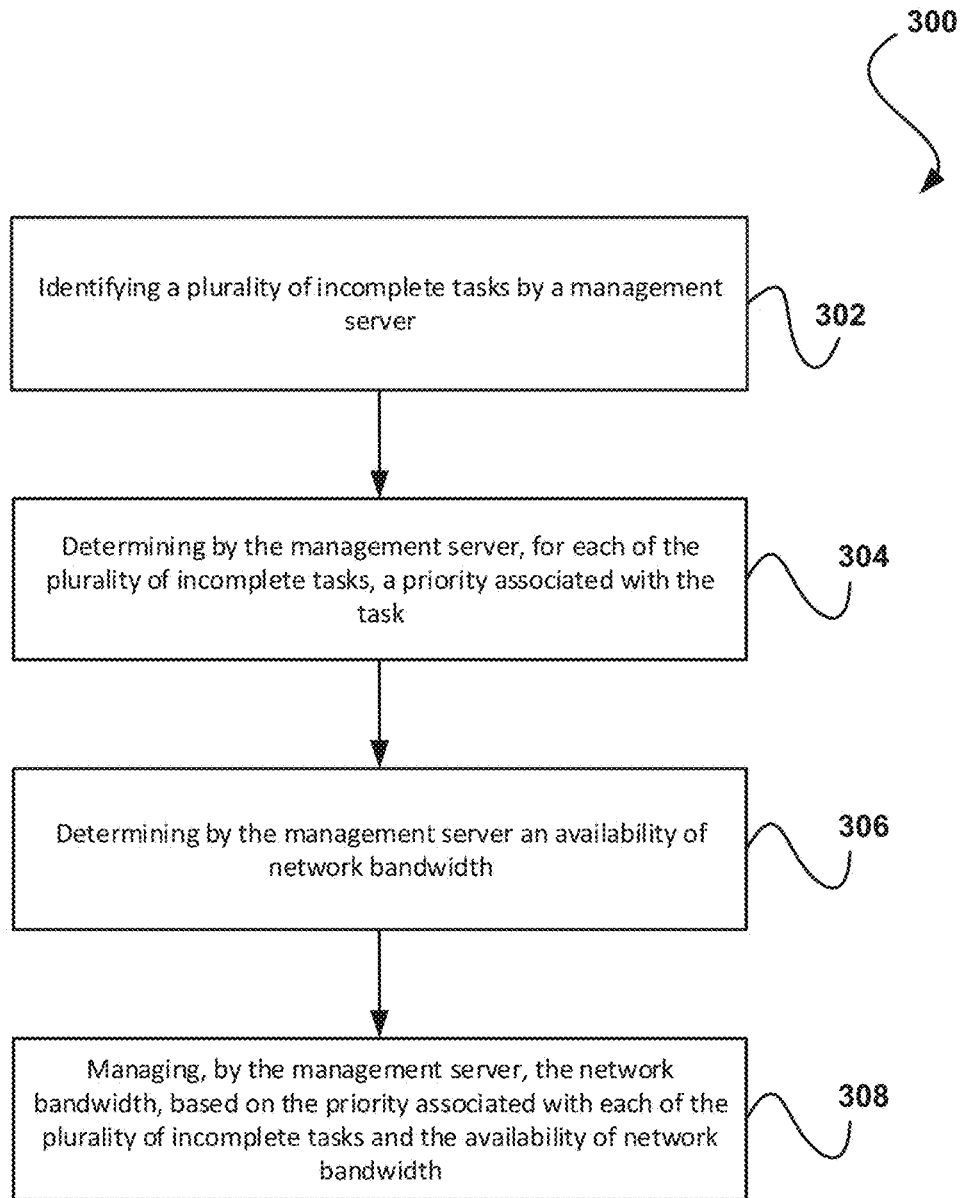 300
Identifying a plurality of incomplete tasks by a management
server
302
Determining by the management server, for each of the
plurality of incomplete tasks, a priority associated with the
task
304
Determining by the management server an availability of
network bandwidth
306
Managing, by the management server, the network
bandwidth, based on the priority associated with each of the
plurality of incomplete tasks and the availability of network
bandwidth
308